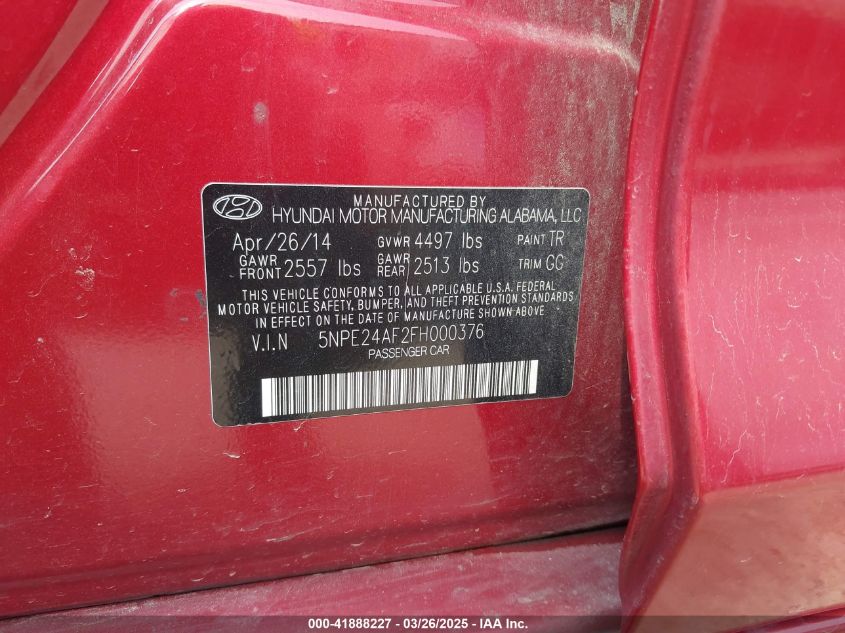 MANUFACTURED BY
HYUNDAI MOTOR MANUFACTURING ALABAMA, LLC
Apr/26/14 GVWR 4497 lbs PAINT TR
GAWR FRONT 2557 lbs GAWR REAR 2513 lbs TRIM GG
THIS VEHICLE CONFORMS TO ALL APPLICABLE U.S.A. FEDERAL
MOTOR VEHICLE SAFETY, BUMPER, AND THEFT PREVENTION STANDARDS
IN EFFECT ON THE DATE OF MANUFACTURE SHOWN ABOVE
V.I.N 5NPE24AF2FH000376
PASSENGER CAR
000-41888227 - 03/26/2025 - IAA Inc.